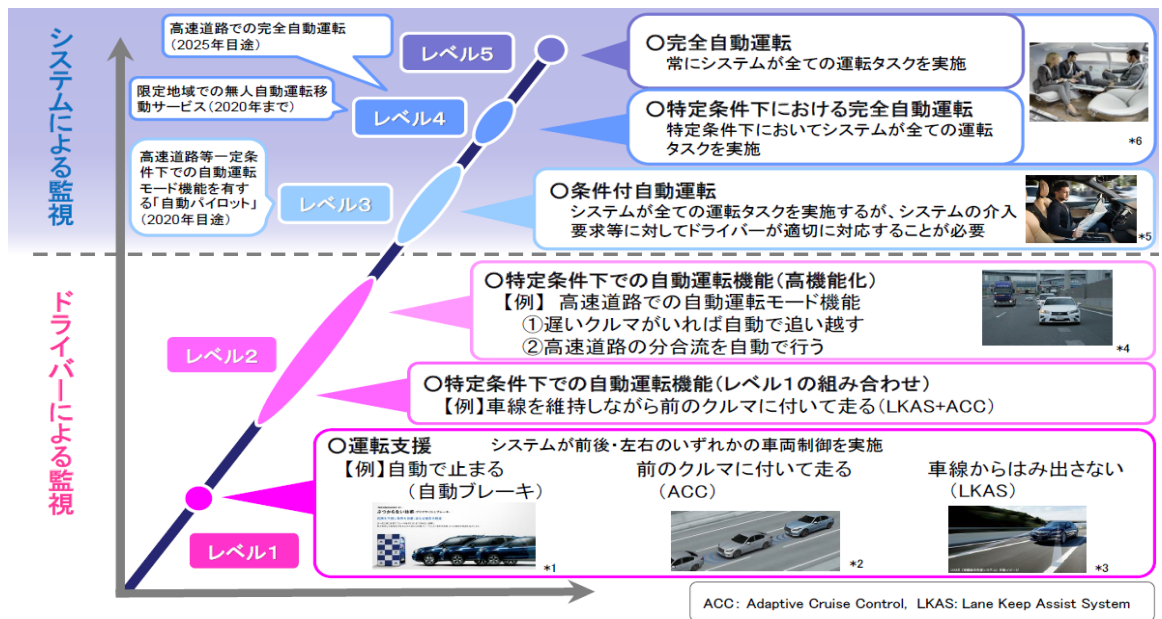 システムによる監視
高速道路での完全自動運転
(2025年目途)
レベル5
〇完全自動運転
常にシステムが全ての運転タスクを実施
限定地域での無人自動運転移
動サービス(2020年まで)
レベル4
〇特定条件下における完全自動運転
特定条件下においてシステムが全ての運転
タスクを実施
*6
高速道路等一定条
件下での自動運転
モード機能を有す
る「自動パイロット」
(2020年目途)
レベル3
〇条件付自動運転
システムが全ての運転タスクを実施するが、システムの介入
要求等に対してドライバーが適切に対応することが必要
*5
ドライバーによる監視
〇特定条件下での自動運転機能(高機能化)
【例】 高速道路での自動運転モード機能
①遅いクルマがいれば自動で追い越す
②高速道路の分合流を自動で行う
*4
レベル2
〇特定条件下での自動運転機能(レベル1の組み合わせ)
【例】車線を維持しながら前のクルマに付いて走る(LKAS+ACC)
〇運転支援 システムが前後・左右のいずれかの車両制御を実施
【例】自動で止まる
(自動ブレーキ)
*1
前のクルマに付いて走る
(ACC)
*2
車線からはみ出さない
(LKAS)
*3
レベル1
ACC: Adaptive Cruise Control, LKAS: Lane Keep Assist System